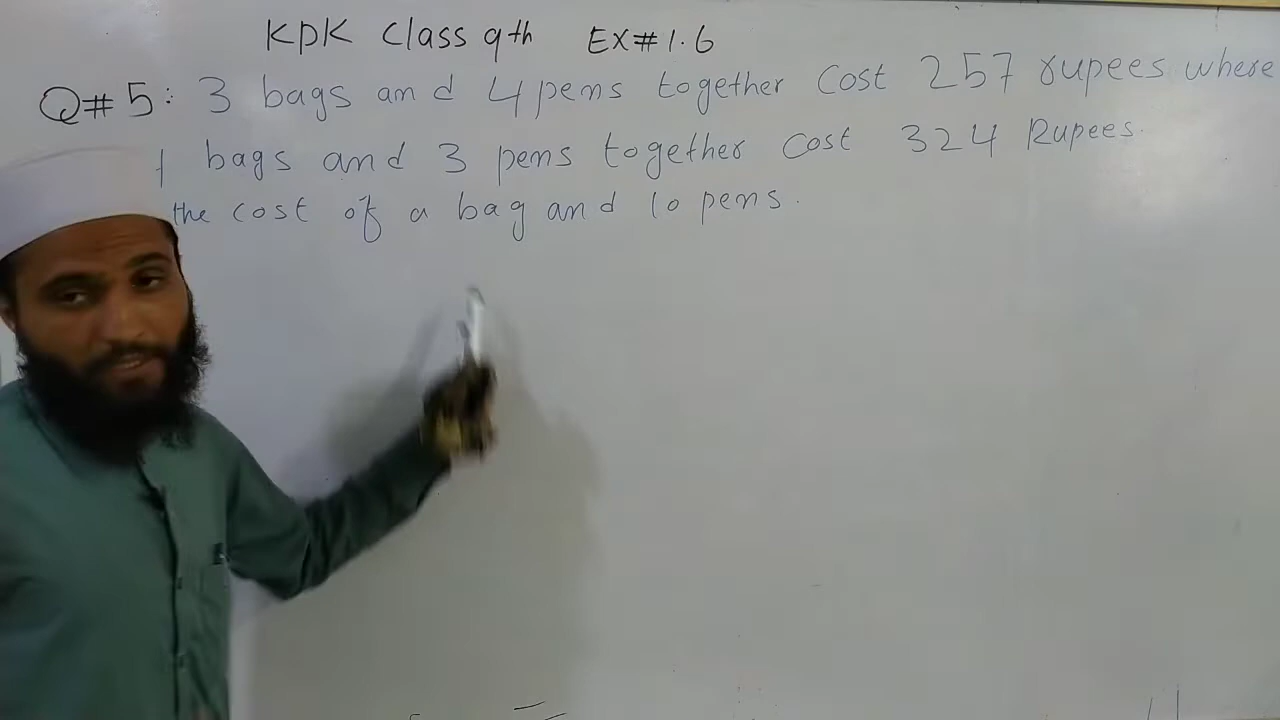 KPK Class 9th EX#1.6
Q#5: 3 bags and 4 pens together Cost 257 rupees where
bags and 3 pens together Cost 324 Rupees.
the cost of a bag and 10 pens.